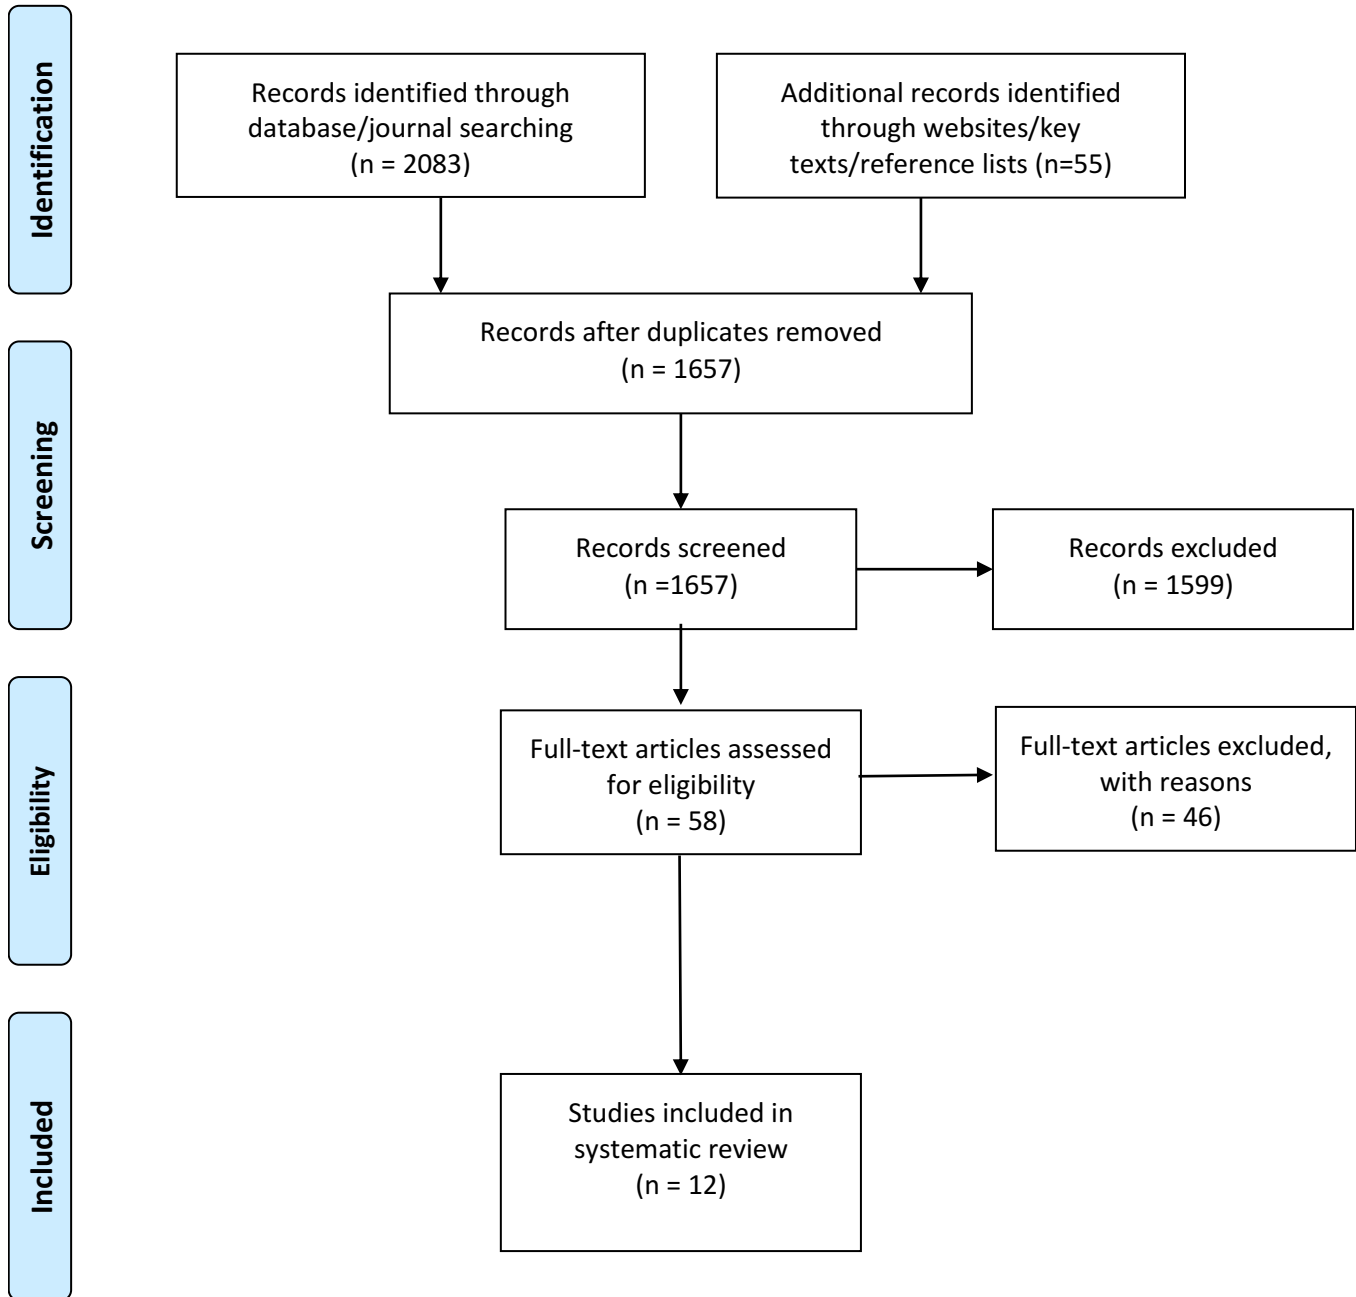 Identification
Records identified through
database/journal searching
(n = 2083)
Additional records identified
through websites/key
texts/reference lists (n=55)
Records after duplicates removed
(n = 1657)
Screening
Records screened
(n =1657)
Records excluded
(n = 1599)
Eligibility
Full-text articles assessed
for eligibility
(n = 58)
Full-text articles excluded,
with reasons
(n = 46)
Included
Studies included in
systematic review
(n = 12)